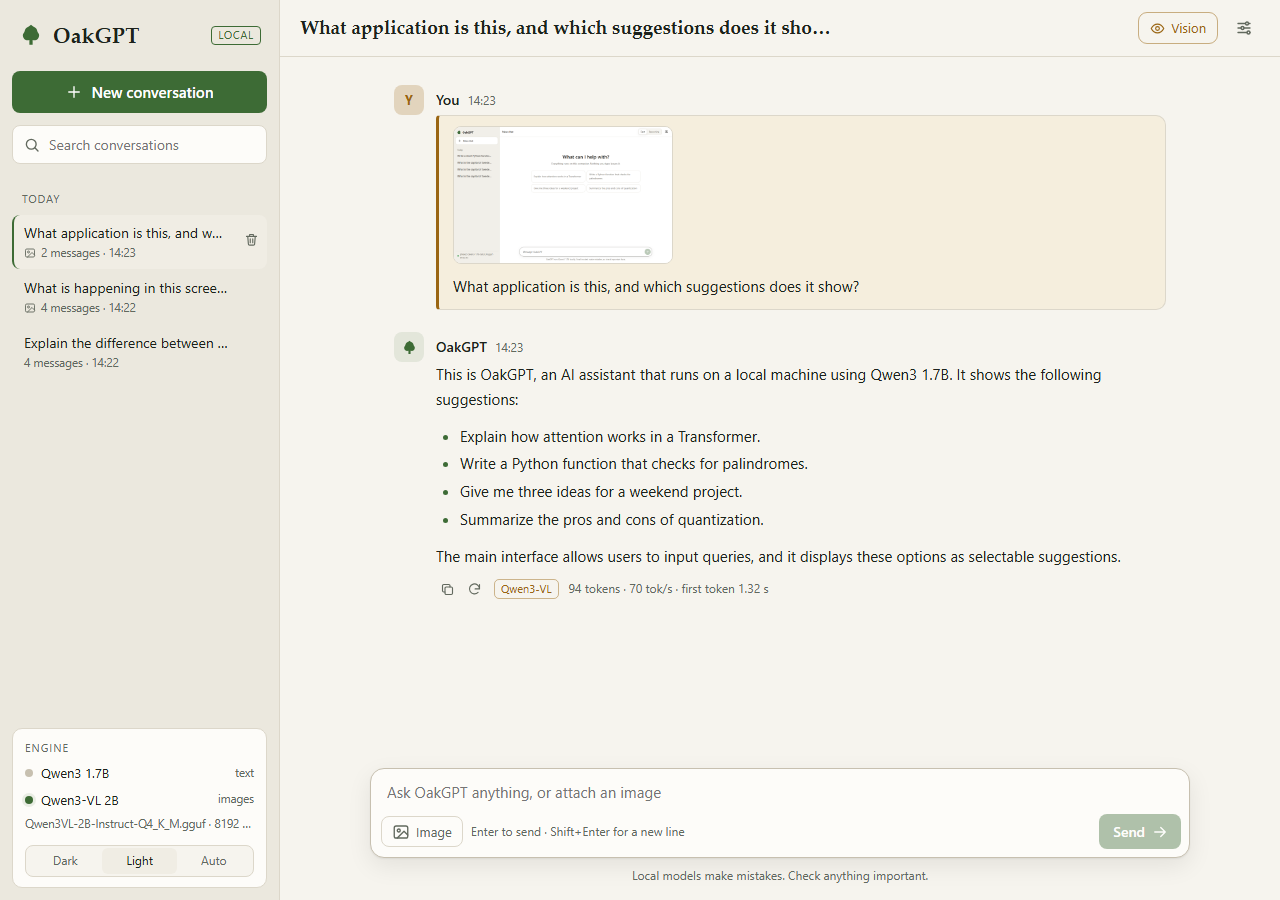 OakGPT
LOCAL
New conversation
Search conversations
TODAY
What application is this, and w...
2 messages · 14:23
What is happening in this scree...
4 messages · 14:22
Explain the difference between ...
4 messages · 14:22
ENGINE
Qwen3 1.7B text
Qwen3-VL 2B images
Qwen3VL-2B-Instruct-Q4_K_M.gguf · 8192 ...
Dark Light Auto
What application is this, and which suggestions does it sho...
Vision
Y You 14:23
OakGPT
What can I help with?
What application is this, and which suggestions does it show?
OakGPT 14:23
This is OakGPT, an AI assistant that runs on a local machine using Qwen3 1.7B. It shows the following
suggestions:
Explain how attention works in a Transformer.
Write a Python function that checks for palindromes.
Give me three ideas for a weekend project.
Summarize the pros and cons of quantization.
The main interface allows users to input queries, and it displays these options as selectable suggestions.
Qwen3-VL 94 tokens · 70 tok/s · first token 1.32 s
Ask OakGPT anything, or attach an image
Image Enter to send · Shift+Enter for a new line
Send
Local models make mistakes. Check anything important.